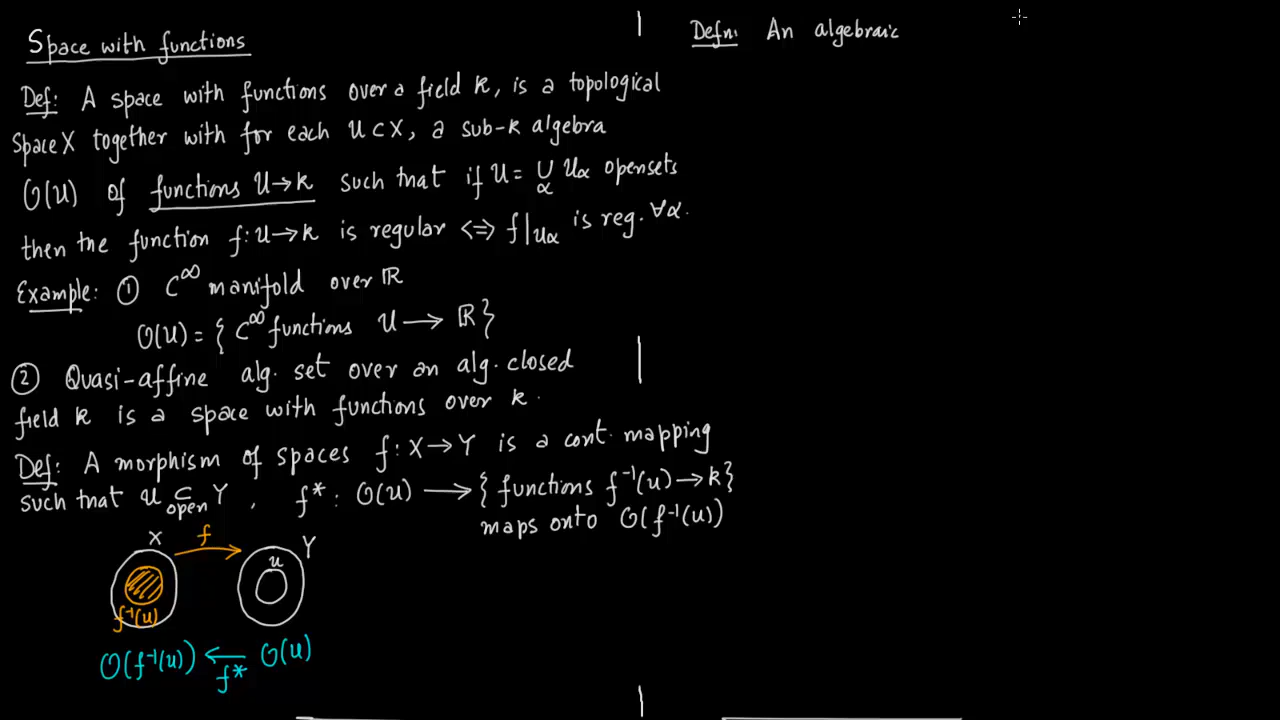 Space with functions
Def: A space with functions over a field k, is a topological
Space X together with for each U⊂X, a sub-k algebra
O(U) of functions U→k such that if U = ∪_α U_α opensets
then the function f: U→k is regular <=> f|_{U_α} is reg. ∀α.
Example: ① C^∞ manifold over ℝ
O(U) = { C^∞ functions U → ℝ }
② Quasi-affine alg. set over an alg. closed
field k is a space with functions over k.
Def: A morphism of spaces f: X→Y is a cont. mapping
such that U ⊂_{open} Y , f* : O(U) → { functions f⁻¹(U) → k }
maps onto O(f⁻¹(U))
X f Y
U
f⁻¹(U)
O(f⁻¹(U)) ← f* O(U)
Defn: An algebraic